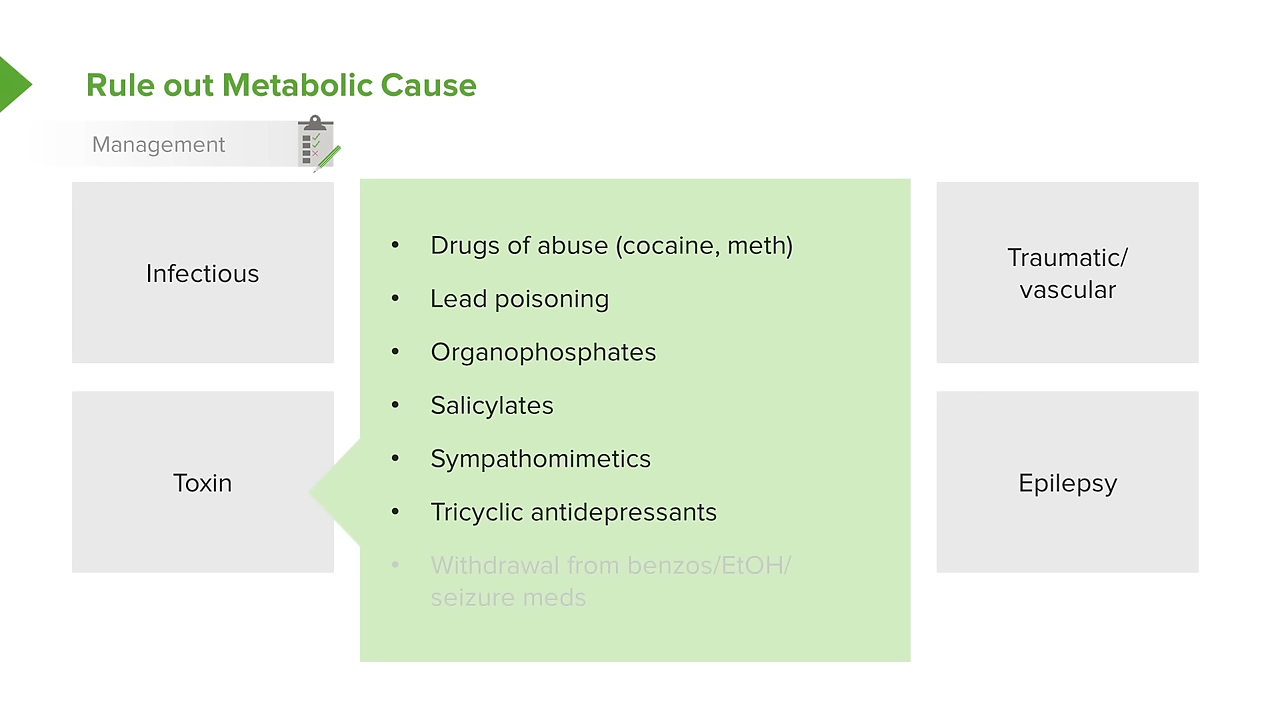 Rule out Metabolic Cause
Management
Infectious
Toxin
• Drugs of abuse (cocaine, meth)
• Lead poisoning
• Organophosphates
• Salicylates
• Sympathomimetics
• Tricyclic antidepressants
• Withdrawal from benzos/EtOH/
seizure meds
Traumatic/
vascular
Epilepsy